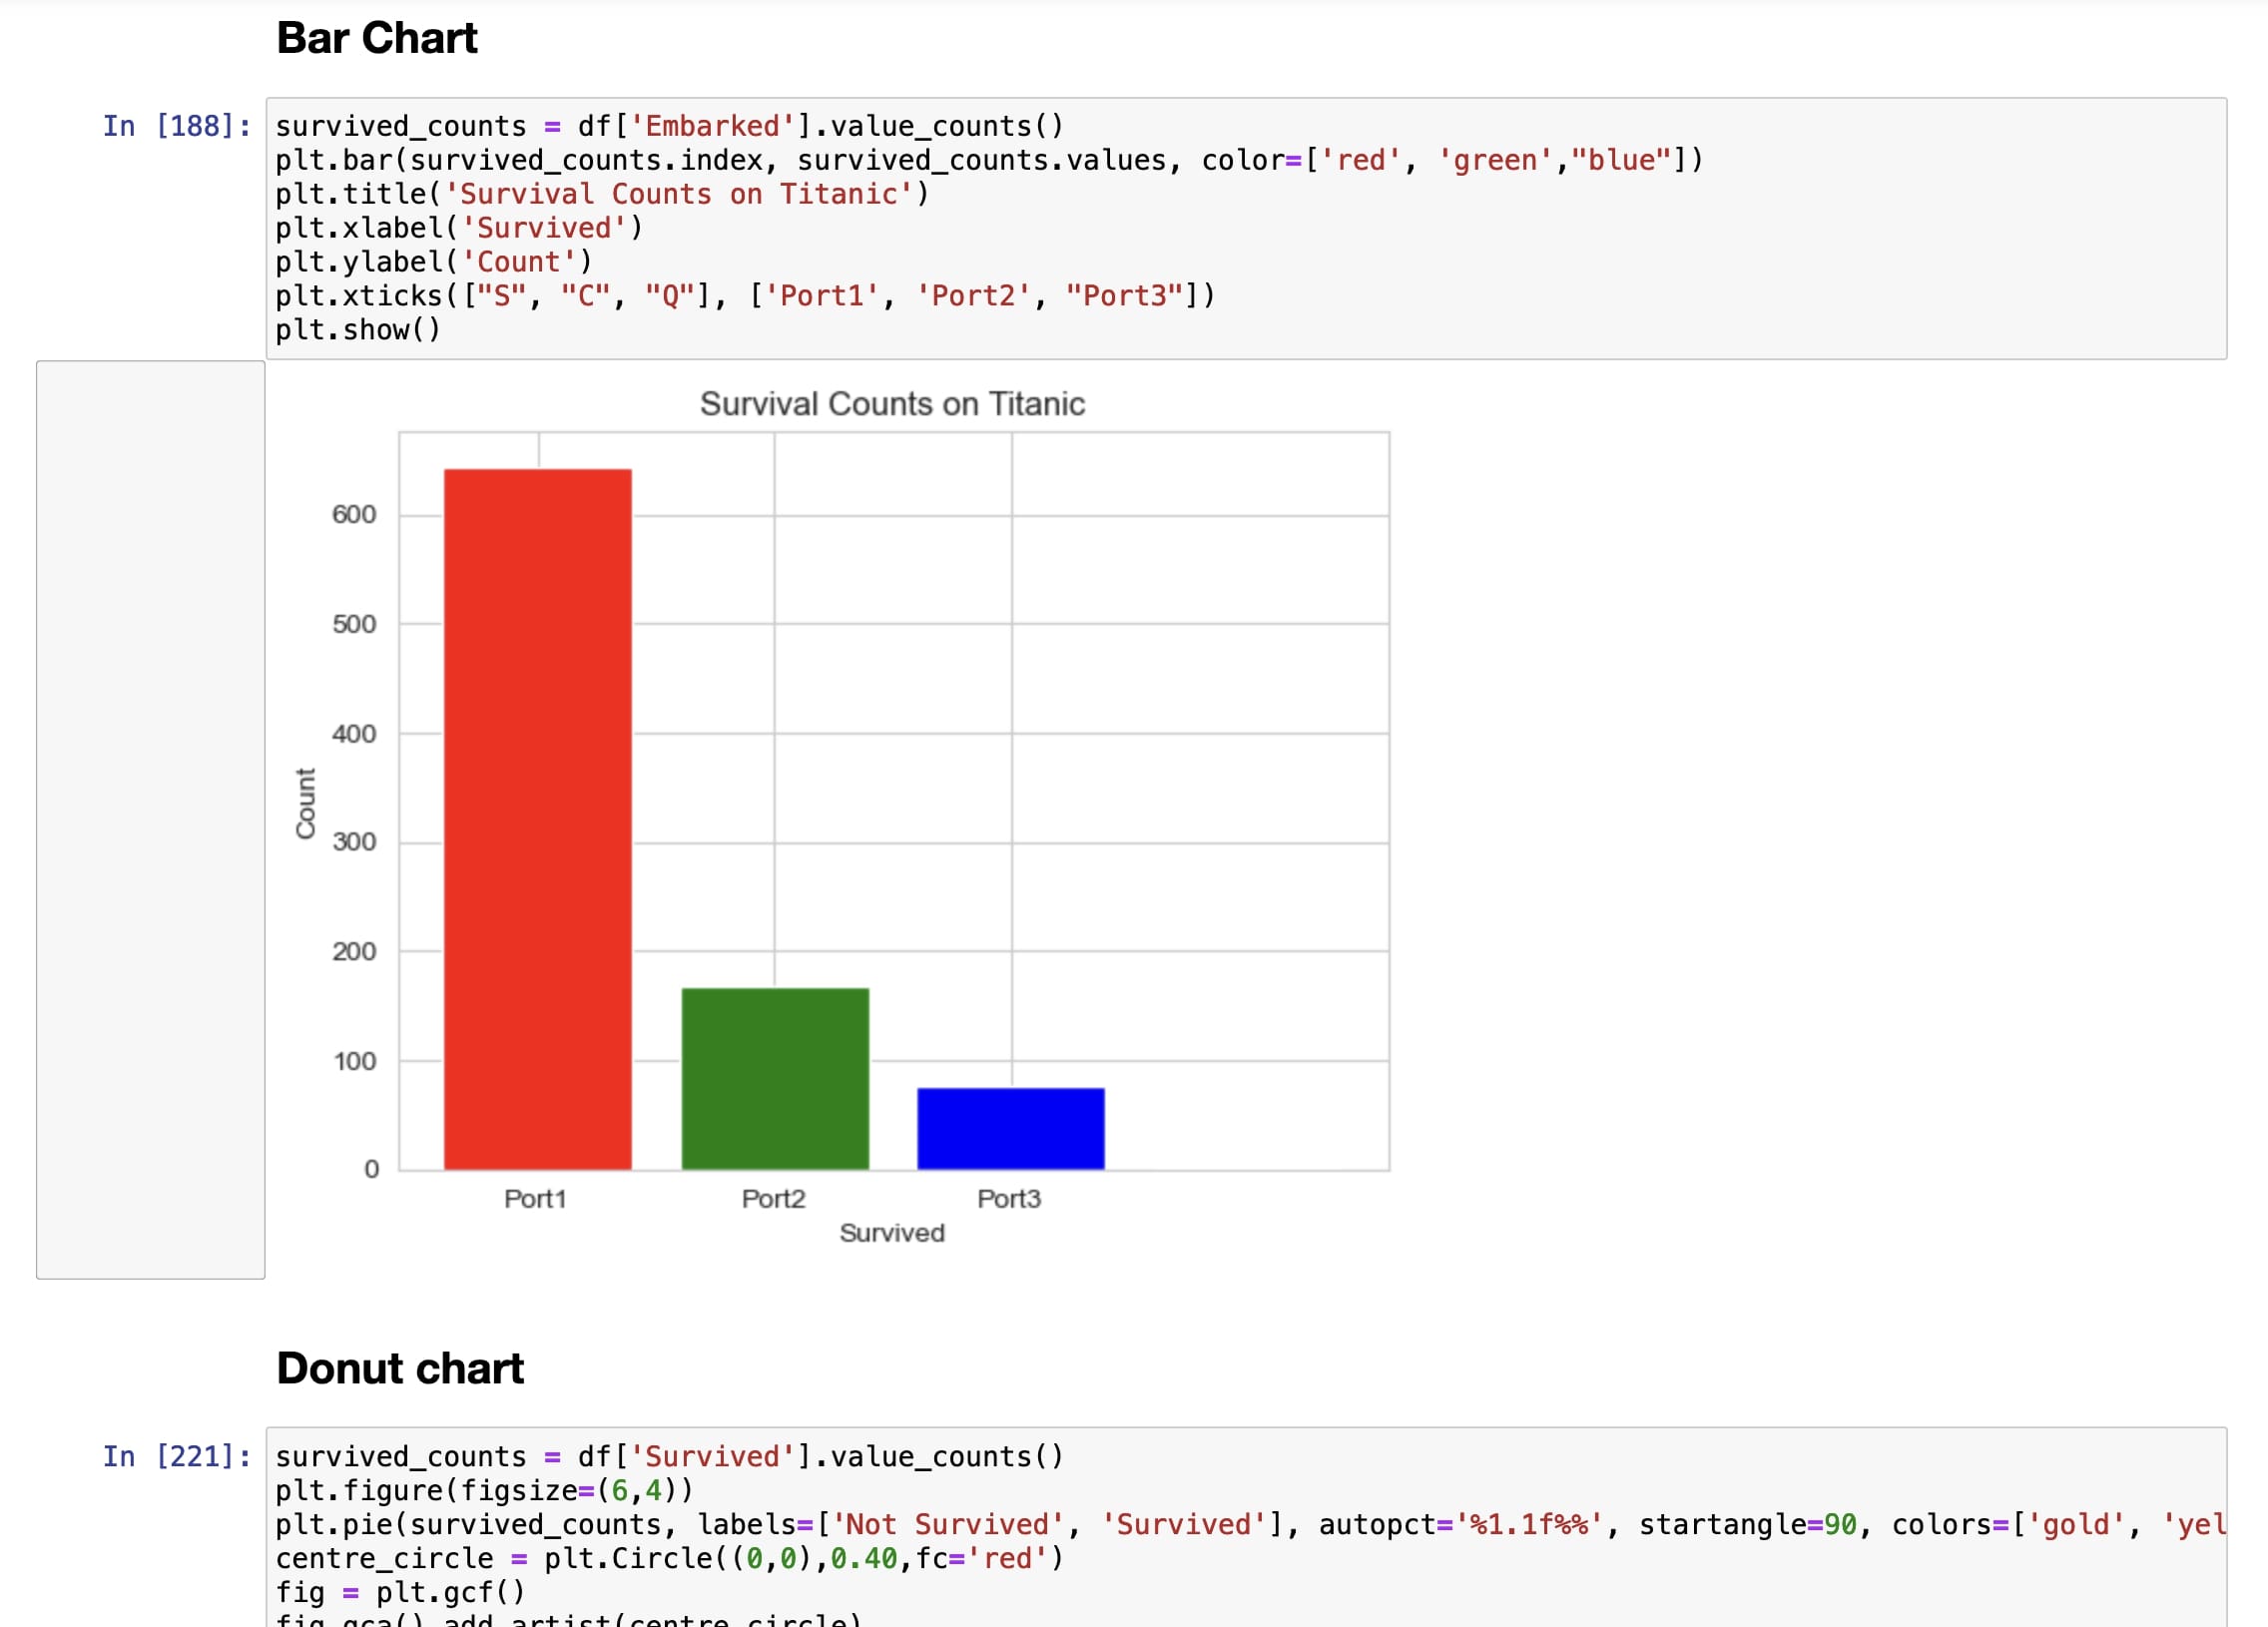 Bar Chart
In [188]:
survived_counts = df['Embarked'].value_counts()
plt.bar(survived_counts.index, survived_counts.values, color=['red', 'green',"blue"])
plt.title('Survival Counts on Titanic')
plt.xlabel('Survived')
plt.ylabel('Count')
plt.xticks(["S", "C", "Q"], ['Port1', 'Port2', "Port3"])
plt.show()
Survival Counts on Titanic
Count
600
500
400
300
200
100
0
Port1 Port2 Port3
Survived
Donut chart
In [221]:
survived_counts = df['Survived'].value_counts()
plt.figure(figsize=(6,4))
plt.pie(survived_counts, labels=['Not Survived', 'Survived'], autopct='%1.1f%%', startangle=90, colors=['gold', 'yel
centre_circle = plt.Circle((0,0),0.40,fc='red')
fig = plt.gcf()
fig.gca().add_artist(centre_circle)